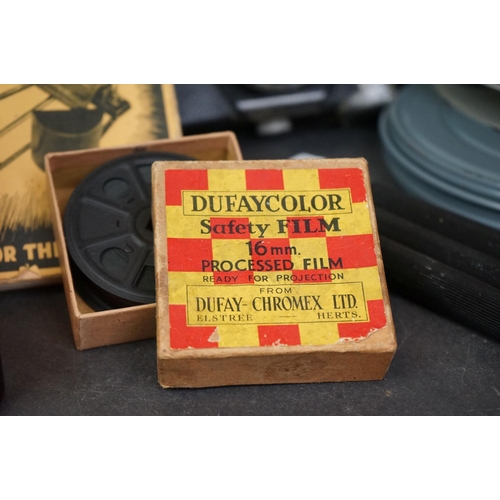 OR THE
DUFAYCOLOR
Safety FILM
16mm.
PROCESSED FILM
READY FOR PROJECTION
FROM
DUFAY-CHROMEX LTD.
ELSTREE — HERTS.